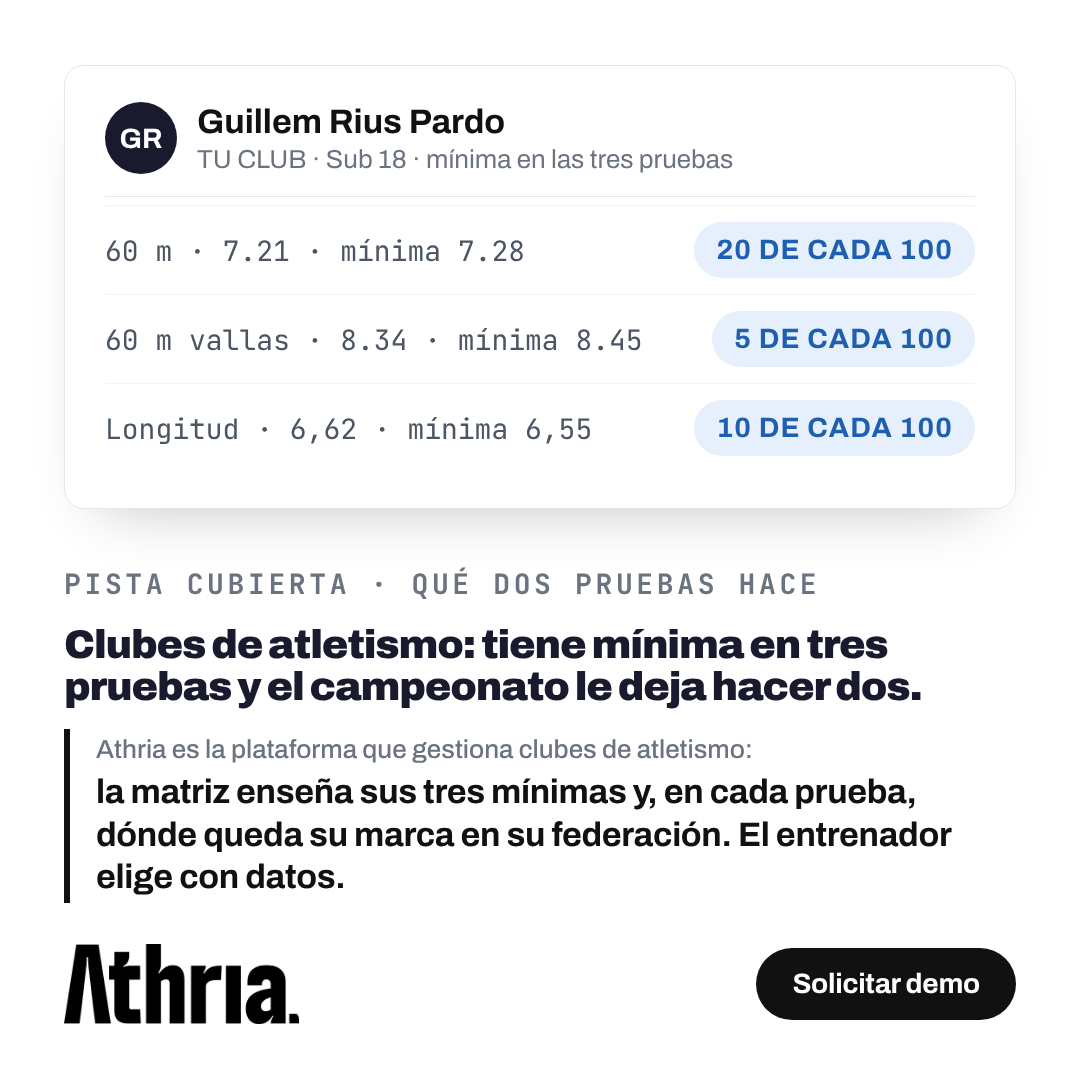 GR
Guillem Rius Pardo
TU CLUB · Sub 18 · mínima en las tres pruebas
60 m · 7.21 · mínima 7.28
20 DE CADA 100
60 m vallas · 8.34 · mínima 8.45
5 DE CADA 100
Longitud · 6,62 · mínima 6,55
10 DE CADA 100
PISTA CUBIERTA · QUÉ DOS PRUEBAS HACE
Clubes de atletismo: tiene mínima en tres
pruebas y el campeonato le deja hacer dos.
Athria es la plataforma que gestiona clubes de atletismo:
la matriz enseña sus tres mínimas y, en cada prueba,
dónde queda su marca en su federación. El entrenador
elige con datos.
Athria.
Solicitar demo